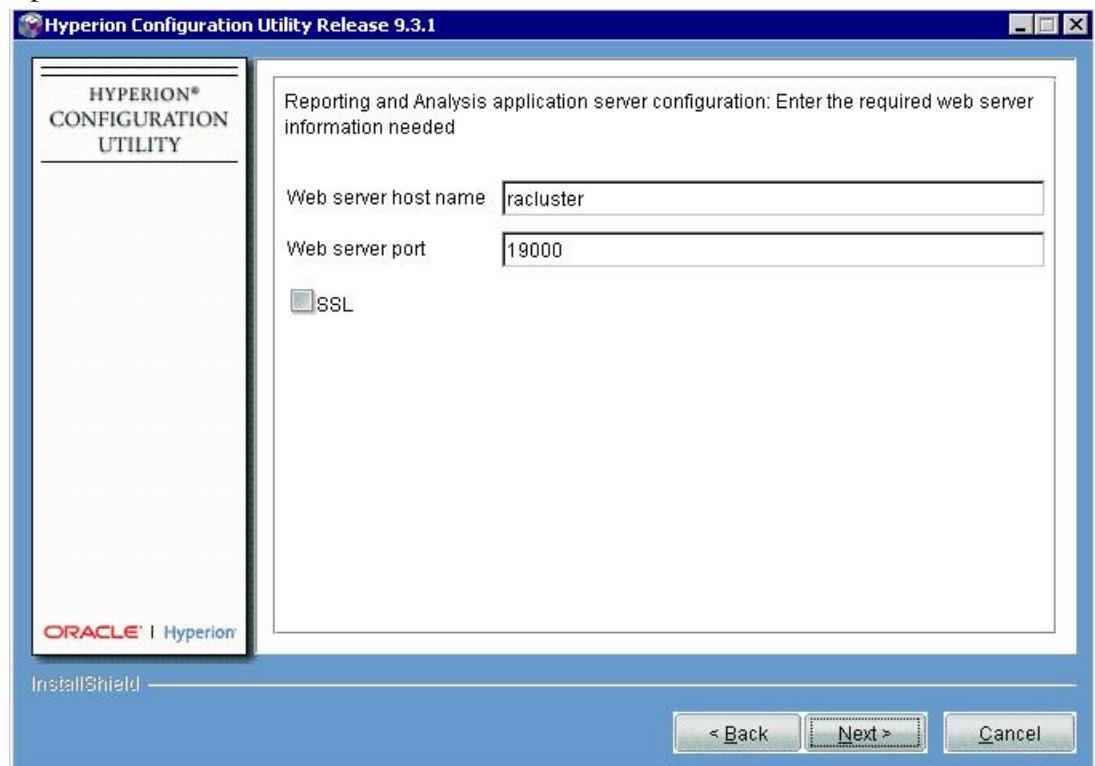 Hyperion Configuration Utility Release 9.3.1
HYPERION®
CONFIGURATION
UTILITY
Reporting and Analysis application server configuration: Enter the required web server
information needed
Web server host name racluster
Web server port 19000
SSL
ORACLE' | Hyperion
InstallShield
< Back Next > Cancel